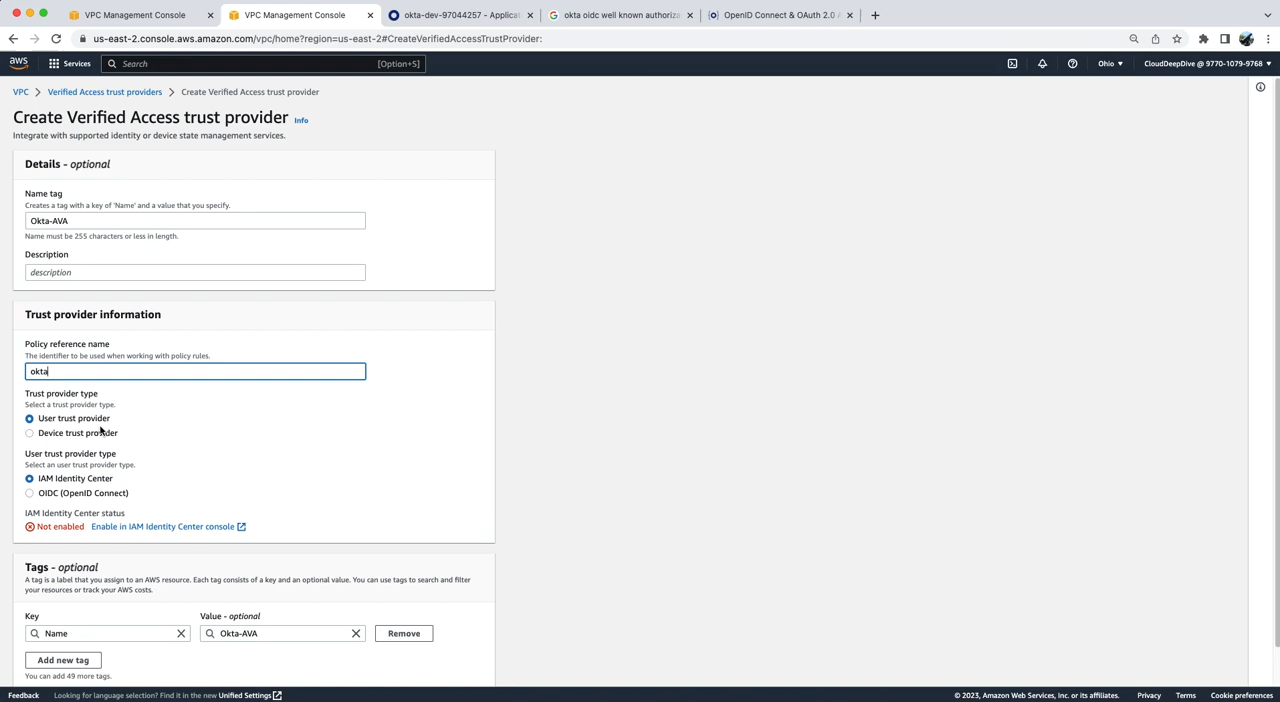 VPC Management Console
VPC Management Console
okta-dev-97044257 - Applicat
okta oidc well known authoriza
OpenID Connect & OAuth 2.0 A
us-east-2.console.aws.amazon.com/vpc/home?region=us-east-2#CreateVerifiedAccessTrustProvider:
aws
Services
Search
[Option+S]
Ohio
CloudDeepDive @ 9770-1079-9768
VPC
Verified Access trust providers
Create Verified Access trust provider
Create Verified Access trust provider
Info
Integrate with supported identity or device state management services.
Details - optional
Name tag
Creates a tag with a key of 'Name' and a value that you specify.
Okta-AVA
Name must be 255 characters or less in length.
Description
description
Trust provider information
Policy reference name
The identifier to be used when working with policy rules.
okta
Trust provider type
Select a trust provider type.
User trust provider
Device trust provider
User trust provider type
Select an user trust provider type.
IAM Identity Center
OIDC (OpenID Connect)
IAM Identity Center status
Not enabled Enable in IAM Identity Center console
Tags - optional
A tag is a label that you assign to an AWS resource. Each tag consists of a key and an optional value. You can use tags to search and filter
your resources or track your AWS costs.
Key
Value - optional
Name
Okta-AVA
Remove
Add new tag
You can add 49 more tags.
Feedback
Looking for language selection? Find it in the new Unified Settings
© 2023, Amazon Web Services, Inc. or its affiliates.
Privacy
Terms
Cookie preferences